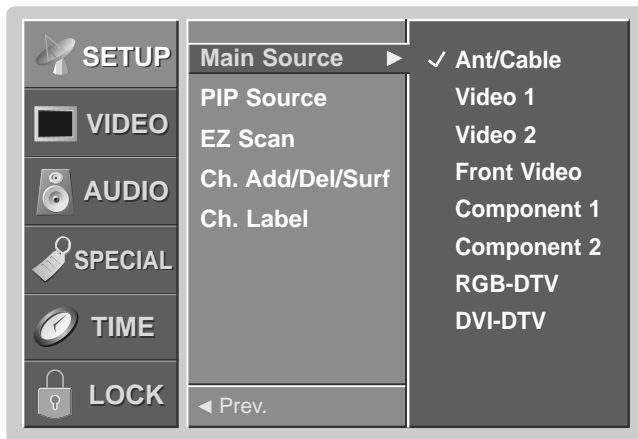 SETUP
VIDEO
AUDIO
SPECIAL
TIME
LOCK
Main Source ►
PIP Source
EZ Scan
Ch. Add/Del/Surf
Ch. Label
◄ Prev.
✓ Ant/Cable
Video 1
Video 2
Front Video
Component 1
Component 2
RGB-DTV
DVI-DTV